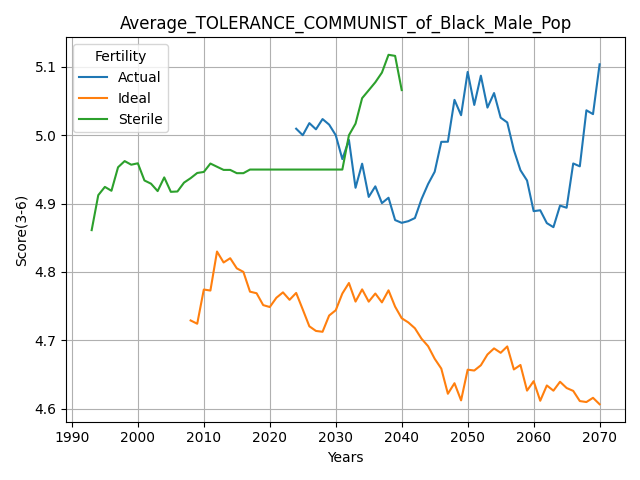 Average_TOLERANCE_COMMUNIST_of_Black_Male_Pop
Fertility
Actual
Ideal
Sterile
Score(3-6)
5.1
5.0
4.9
4.8
4.7
4.6
1990 2000 2010 2020 2030 2040 2050 2060 2070
Years